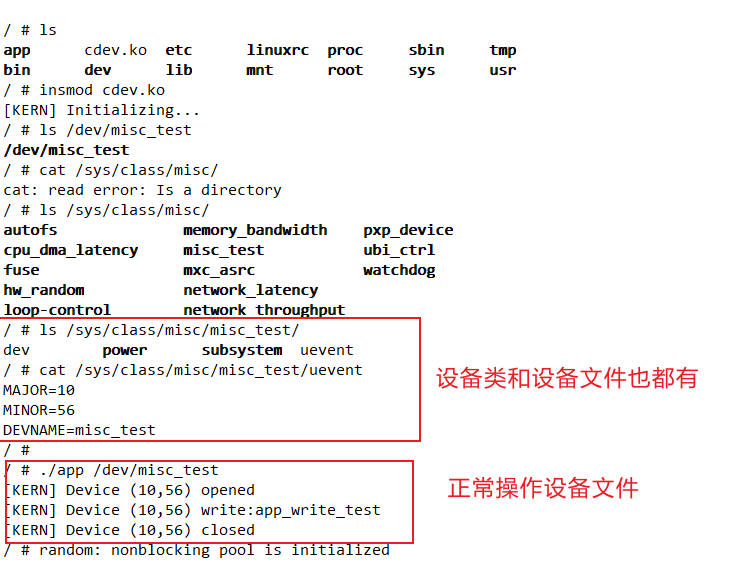 / # ls
app cdev.ko etc linuxrc proc sbin tmp
bin dev lib mnt root sys usr
/ # insmod cdev.ko
[KERN] Initializing...
/ # ls /dev/misc_test
/dev/misc_test
/ # cat /sys/class/misc/
cat: read error: Is a directory
/ # ls /sys/class/misc/
autofs memory_bandwidth pxp_device
cpu_dma_latency misc_test ubi_ctrl
fuse mxc_asrc watchdog
hw_random network_latency
loop-control network_throughput
/ # ls /sys/class/misc/misc_test/
dev power subsystem uevent
/ # cat /sys/class/misc/misc_test/uevent
设备类和设备文件也都有
MAJOR=10
MINOR=56
DEVNAME=misc_test
/ #
/ # ./app /dev/misc_test
[KERN] Device (10,56) opened
正常操作设备文件
[KERN] Device (10,56) write:app_write_test
[KERN] Device (10,56) closed
/ # random: nonblocking pool is initialized